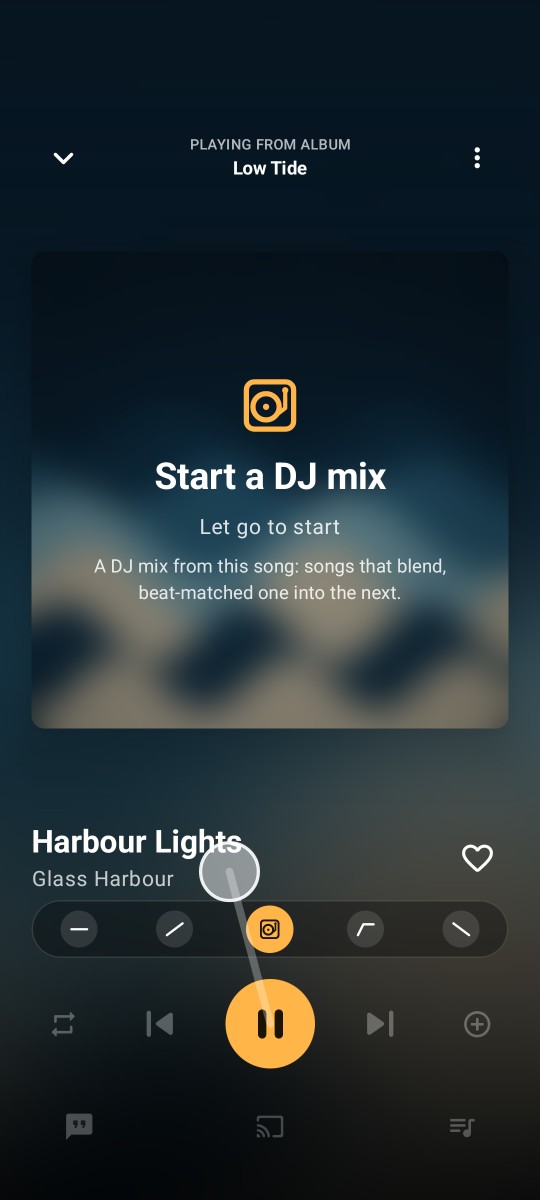 PLAYING FROM ALBUM
Low Tide
Start a DJ mix
Let go to start
A DJ mix from this song: songs that blend,
beat-matched one into the next.
Harbour Lights
Glass Harbour